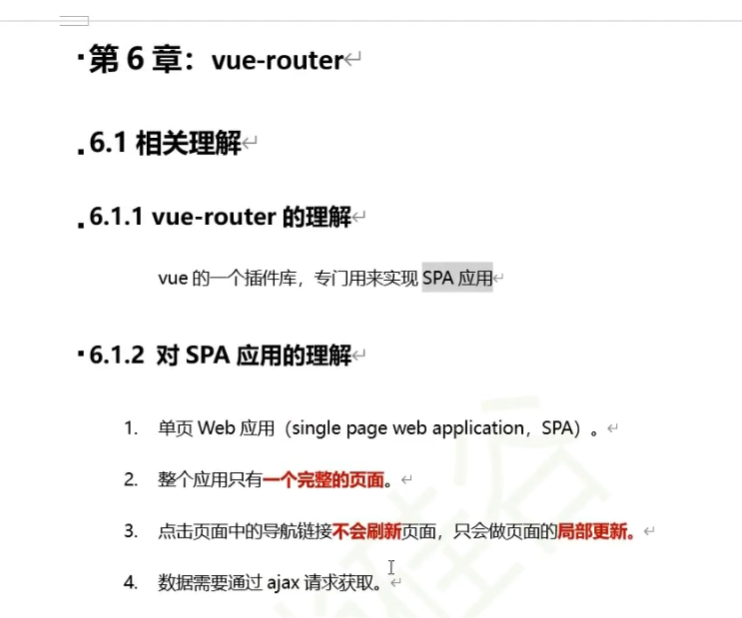 第 6 章：vue-router
6.1 相关理解
6.1.1 vue-router 的理解
vue 的一个插件库，专门用来实现 SPA 应用
6.1.2 对 SPA 应用的理解
1. 单页 Web 应用（single page web application，SPA）。
2. 整个应用只有一个完整的页面。
3. 点击页面中的导航链接不会刷新页面，只会做页面的局部更新。
4. 数据需要通过 ajax 请求获取。